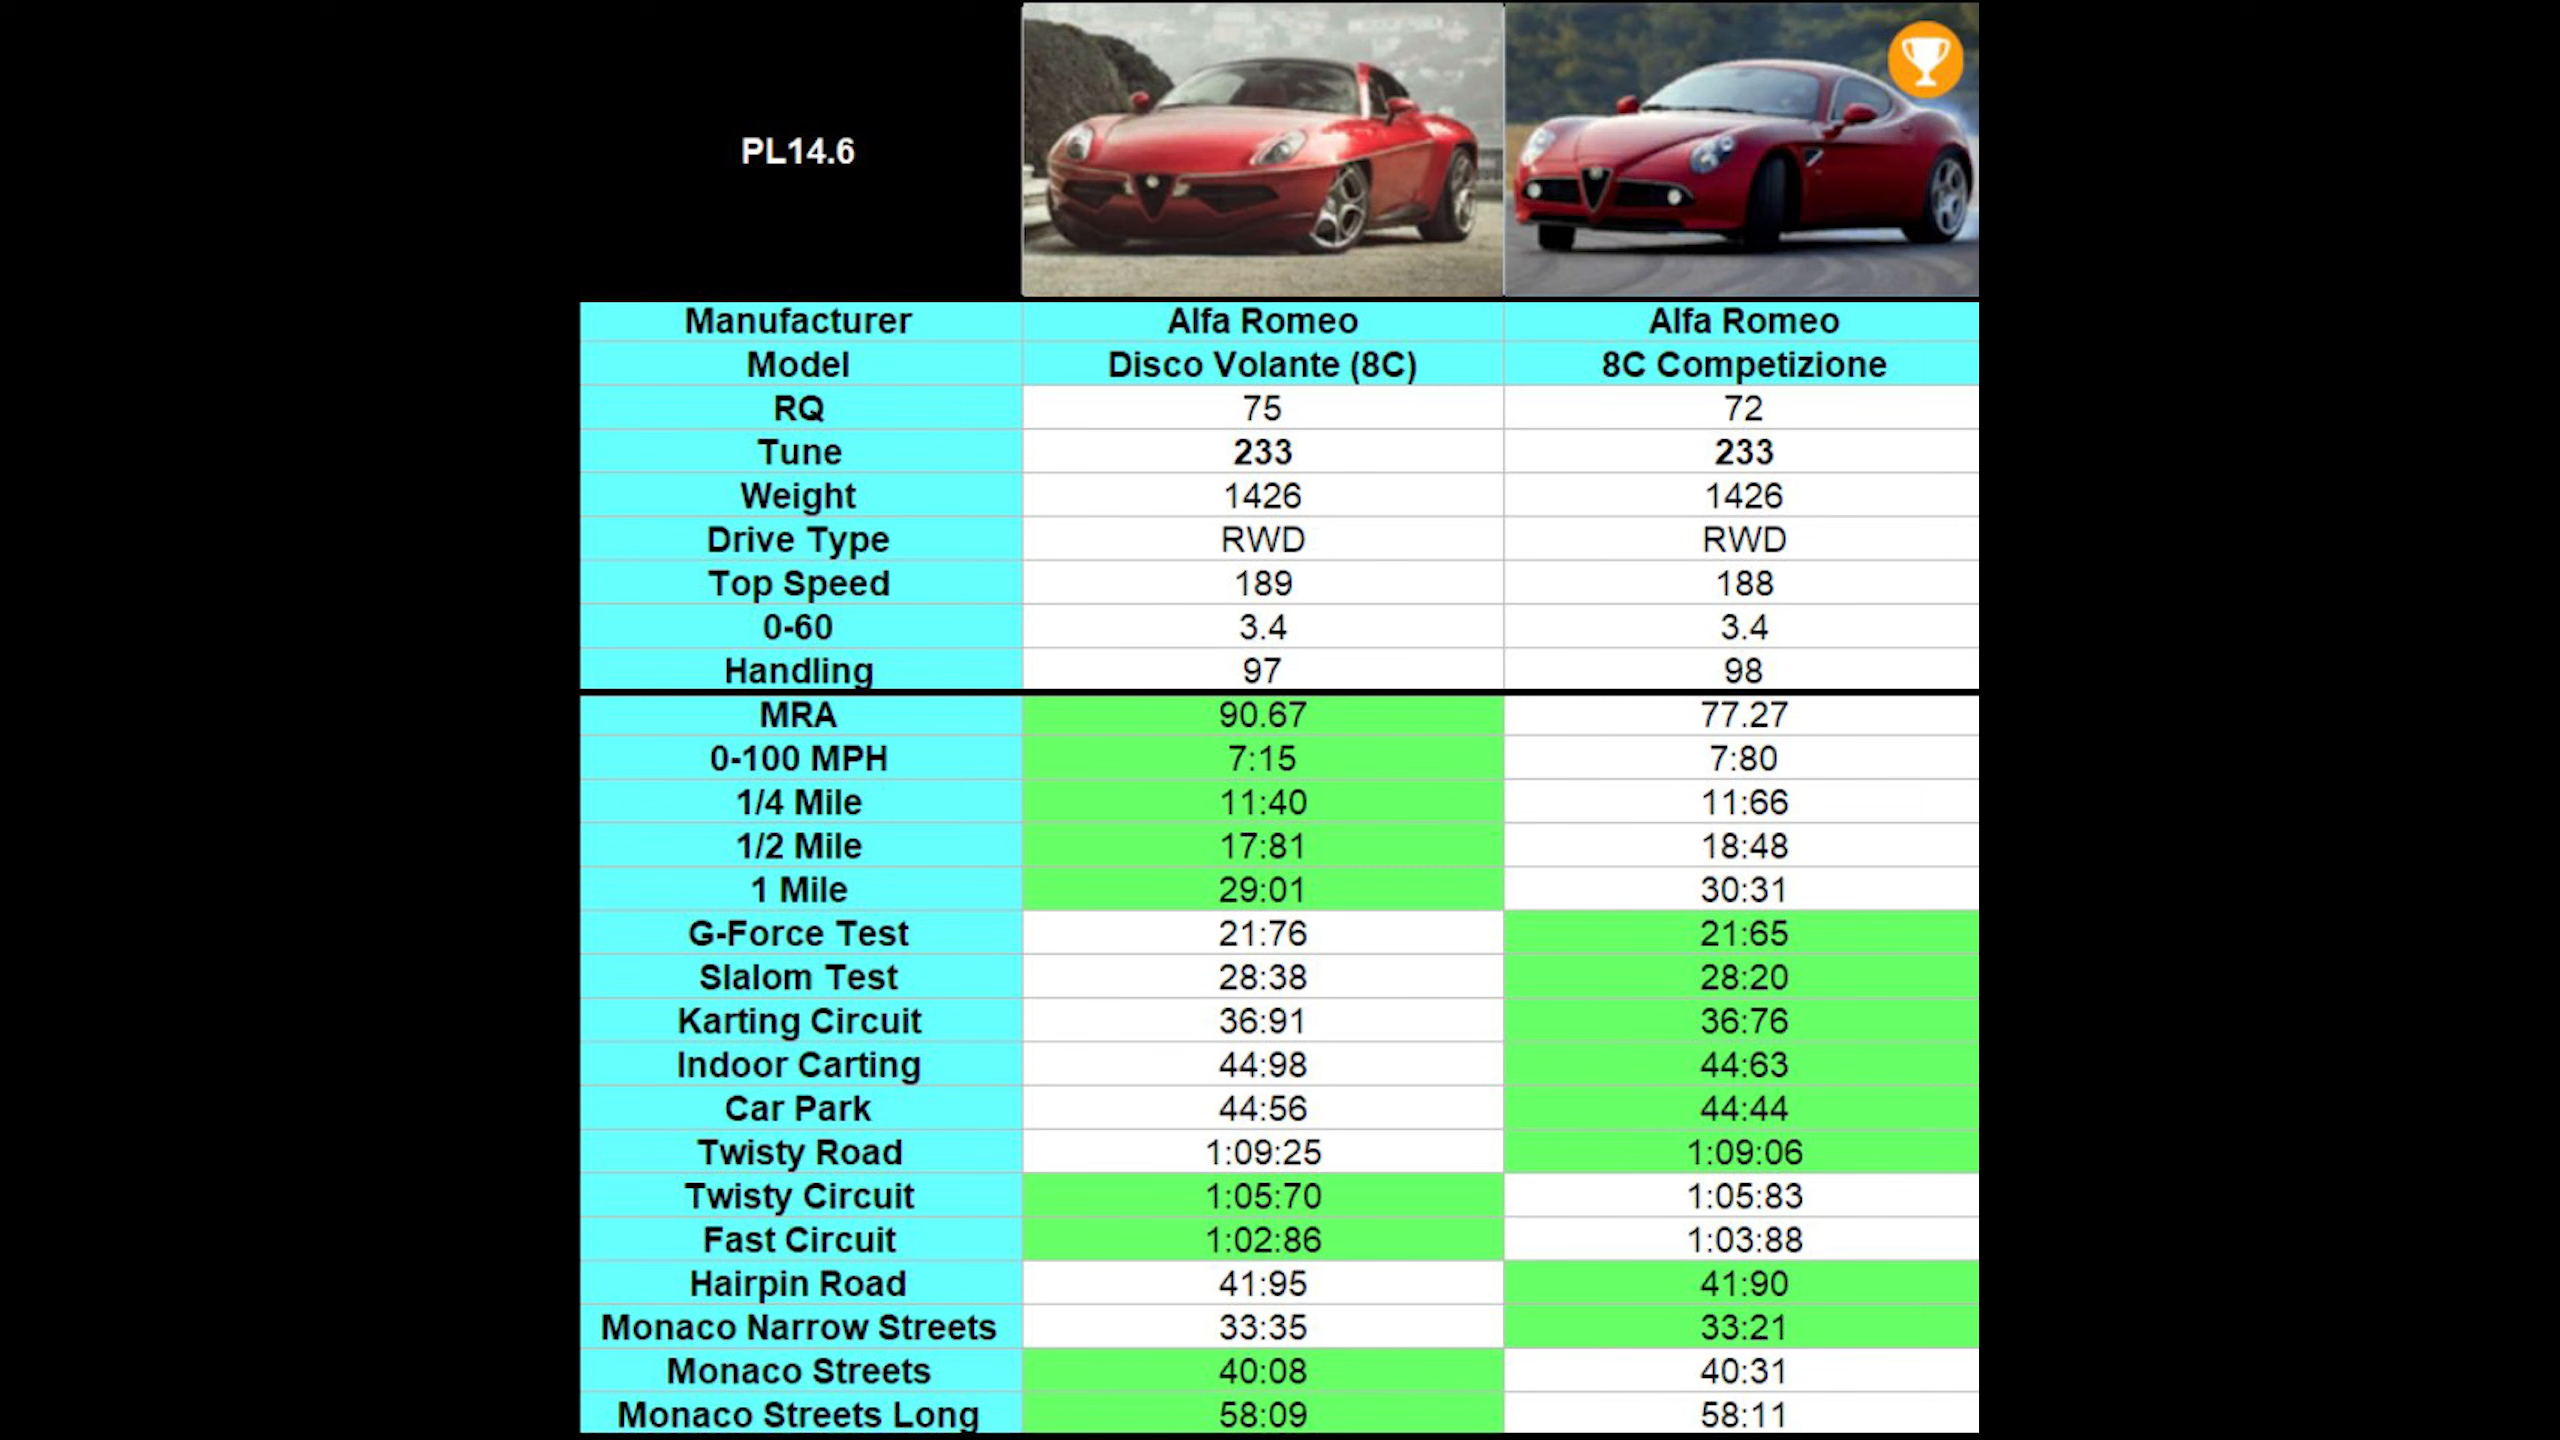 PL14.6
Manufacturer Alfa Romeo Alfa Romeo
Model Disco Volante (8C) 8C Competizione
RQ 75 72
Tune 233 233
Weight 1426 1426
Drive Type RWD RWD
Top Speed 189 188
0-60 3.4 3.4
Handling 97 98
MRA 90.67 77.27
0-100 MPH 7:15 7:80
1/4 Mile 11:40 11:66
1/2 Mile 17:81 18:48
1 Mile 29:01 30:31
G-Force Test 21:76 21:65
Slalom Test 28:38 28:20
Karting Circuit 36:91 36:76
Indoor Carting 44:98 44:63
Car Park 44:56 44:44
Twisty Road 1:09:25 1:09:06
Twisty Circuit 1:05:70 1:05:83
Fast Circuit 1:02:86 1:03:88
Hairpin Road 41:95 41:90
Monaco Narrow Streets 33:35 33:21
Monaco Streets 40:08 40:31
Monaco Streets Long 58:09 58:11